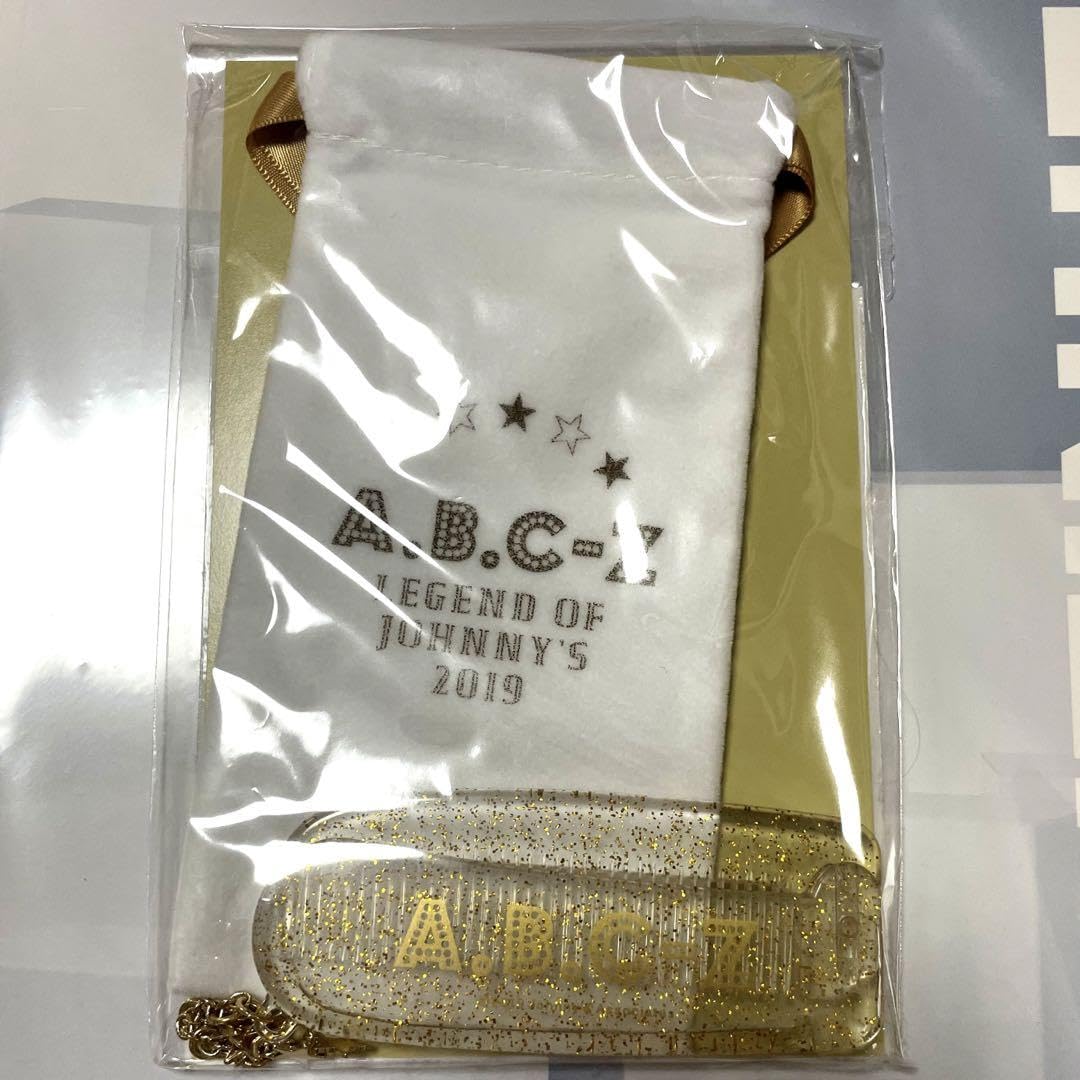 A.B.C-Z
LEGEND OF
JOHNNY'S
2019
A.B.C-Z